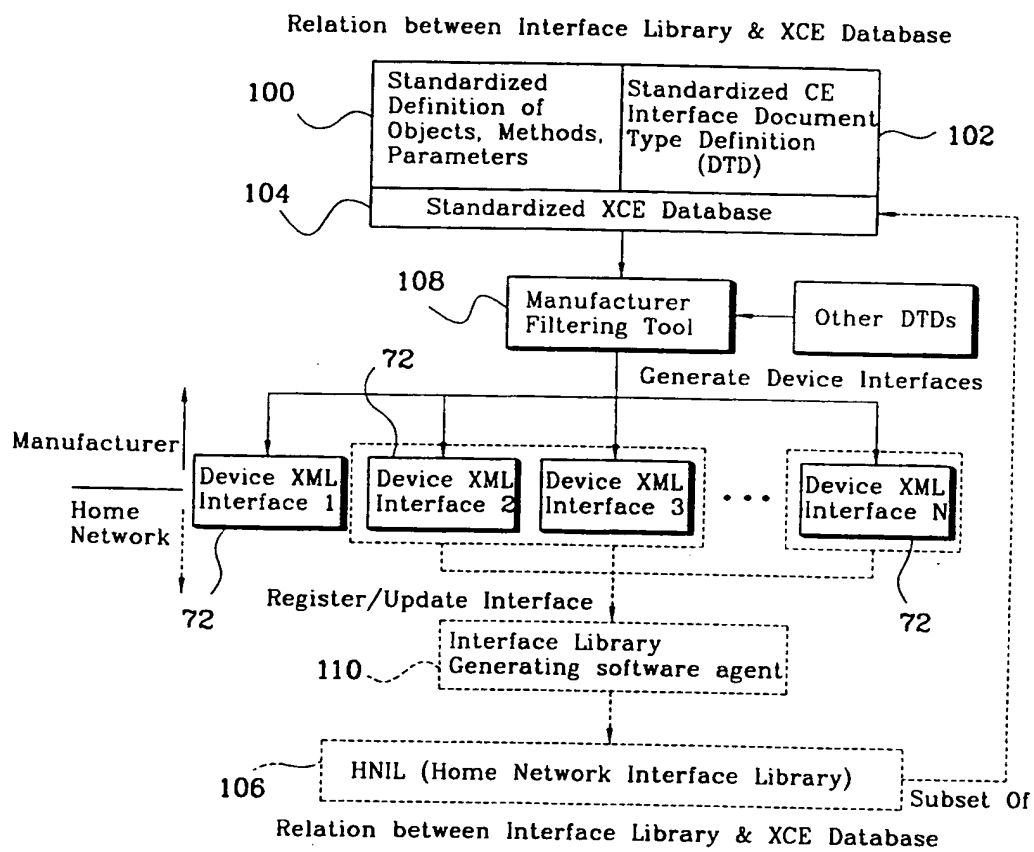 Relation between Interface Library & XCE Database
100
Standardized
Definition of
Objects, Methods,
Parameters
Standardized CE
Interface Document
Type Definition
(DTD)
102
104
Standardized XCE Database
108
Manufacturer
Filtering Tool
Other DTDs
72
Generate Device Interfaces
Manufacturer
Home
Network
Device XML
Interface 1
Device XML
Interface 2
Device XML
Interface 3
Device XML
Interface N
72
72
Register/Update Interface
110
Interface Library
Generating software agent
106
HNIL (Home Network Interface Library)
Subset Of
Relation between Interface Library & XCE Database